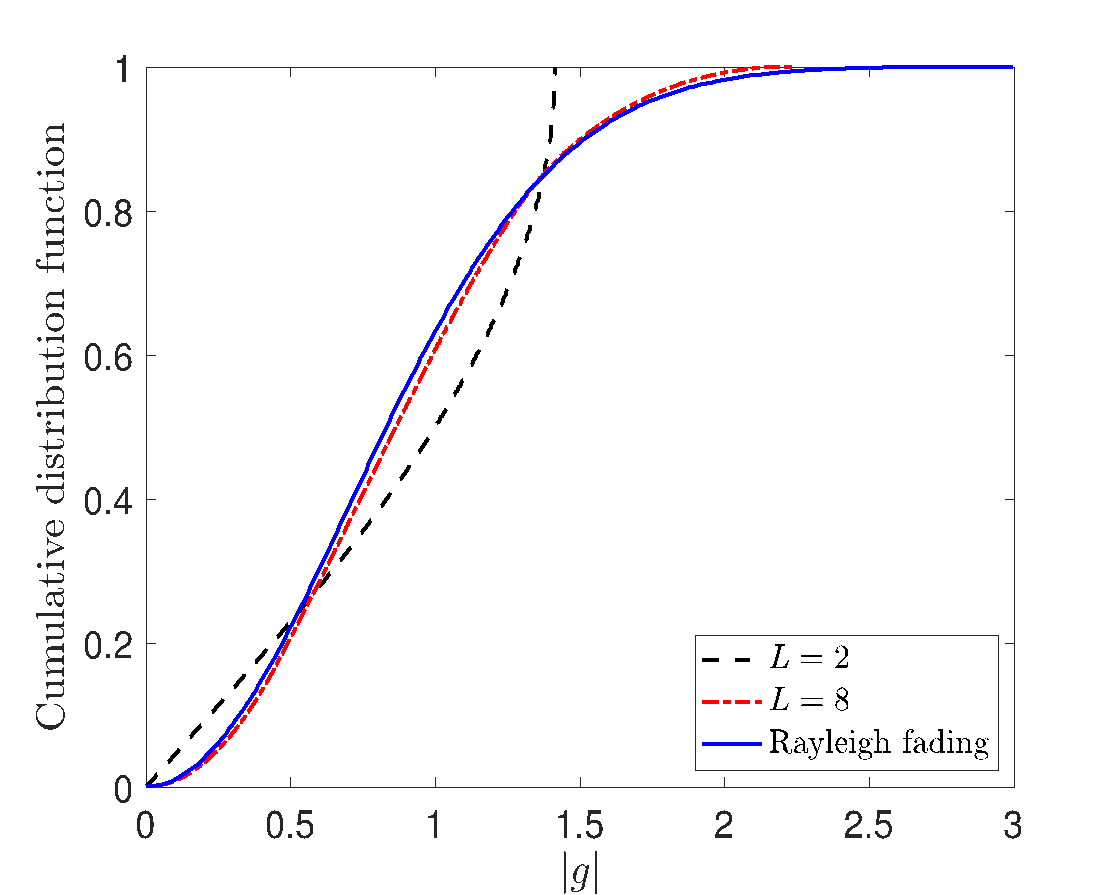 1
0.8
0.6
0.4
0.2
0
Cumulative distribution function
L = 2
L = 8
Rayleigh fading
0 0.5 1 1.5 2 2.5 3
|g|